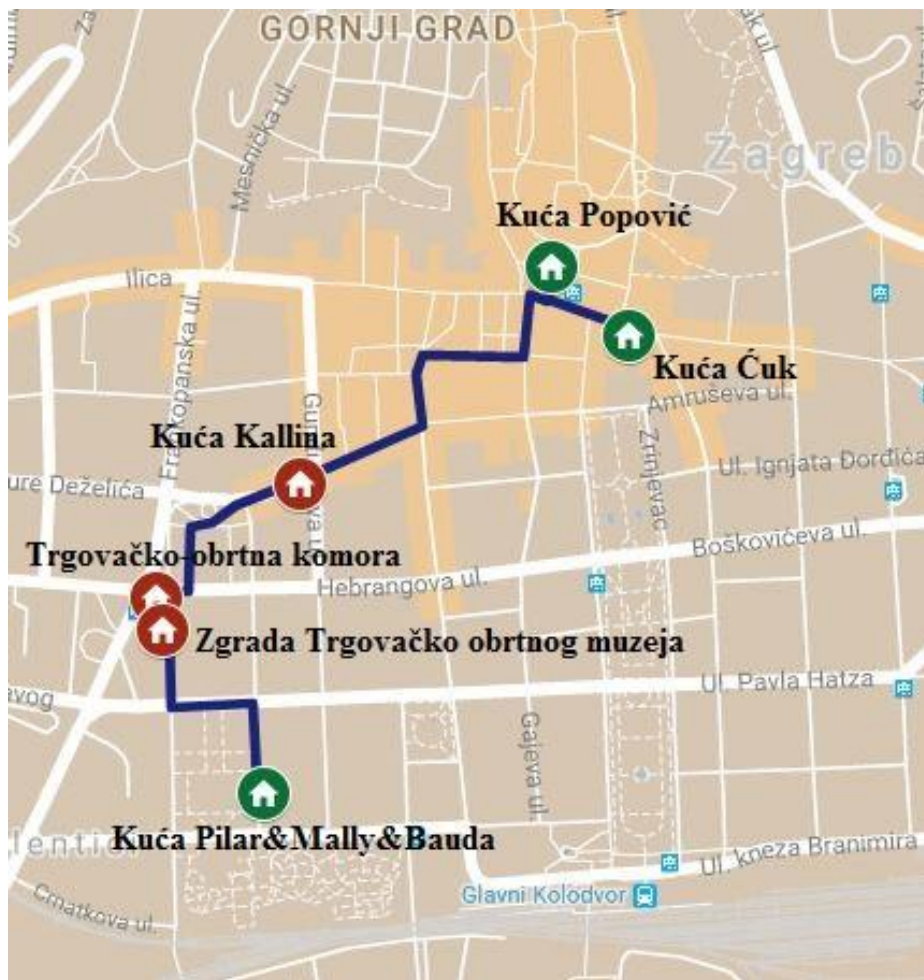 GORNJI GRAD
Mesnička ul.
Zagreb
Kuća Popović
Ilica
Frankopanska ul.
Kuća Ćuk
Amruševa ul.
Kuća Kallina
Zrinjevac
Ul. Ignjata Đorđića
ure Deželića
Boškovićeva ul.
Trgovačko-obrtna komora
Hebrangova ul.
Zgrada Trgovačko obrtnog muzeja
avog
Ul. Pavla Hatza
Gajeva ul.
Kuća Pilar&Mally&Bauda
Ul. kneza Branimira
Glavni Kolodvor
Crnatkova ul.